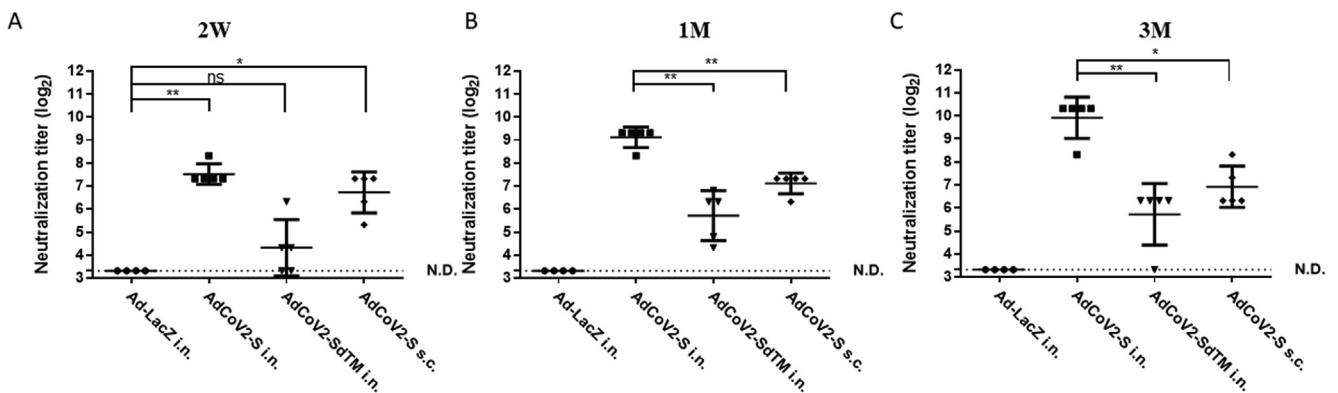 A
2W
Neutralization titer (log2)
12
11
10
9
8
7
6
5
4
3
*
ns
**
N.D.
Ad-LacZ i.n.
AdCoV2-S i.n.
AdCoV2-SdTM i.n.
AdCoV2-S s.c.
B
1M
Neutralization titer (log2)
12
11
10
9
8
7
6
5
4
3
**
**
N.D.
Ad-LacZ i.n.
AdCoV2-S i.n.
AdCoV2-SdTM i.n.
AdCoV2-S s.c.
C
3M
Neutralization titer (log2)
12
11
10
9
8
7
6
5
4
3
*
**
N.D.
Ad-LacZ i.n.
AdCoV2-S i.n.
AdCoV2-SdTM i.n.
AdCoV2-S s.c.